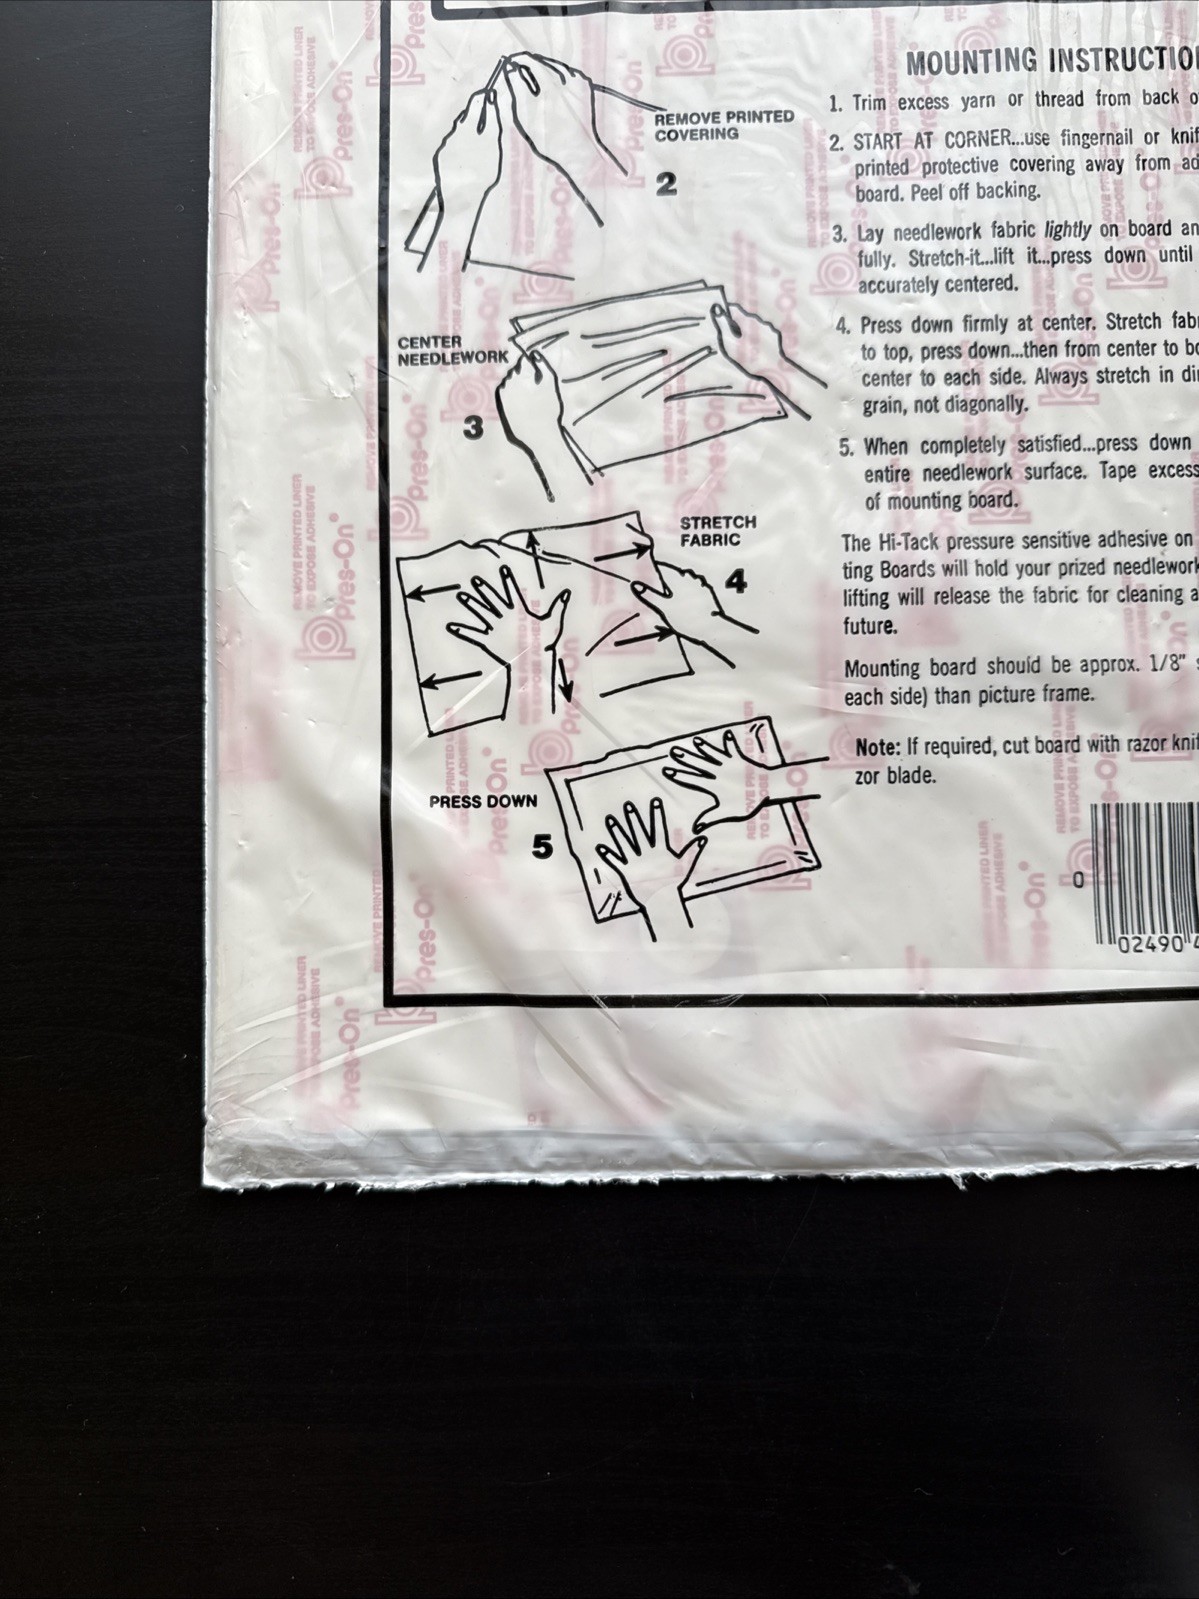 REMOVE PRINTED
COVERING
2
CENTER
NEEDLEWORK
3
STRETCH
FABRIC
4
PRESS DOWN
5
MOUNTING
1. Trim excess yarn or thread from back
2. START AT CORNER...use fingernail or
printed protective covering away from
board. Peel off backing.
3. Lay needlework fabric lightly on board
fully. Stretch-it...lift it...press down until
accurately centered.
4. Press down firmly at center. Stretch
to top, press down...then from center to
center to each side. Always stretch in
grain, not diagonally.
5. When completely satisfied...press down
entire needlework surface. Tape excess
of mounting board.
The Hi-Tack pressure sensitive adhesive on
ting Boards will hold your prized needlework
lifting will release the fabric for cleaning
future.
Mounting board should be approx. 1/8"
each side) than picture frame.
Note: If required, cut board with razor
zor blade.
0
02490
REMOVE PRINTED LINER
TO EXPOSE ADHESIVE
Pres-On